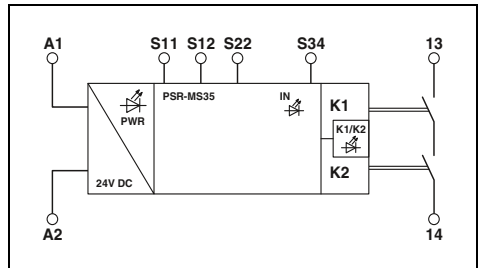 A1 S11 S12 S22 S34 13
PSR-MS35 IN K1
PWR K1/K2
24V DC K2
A2 14